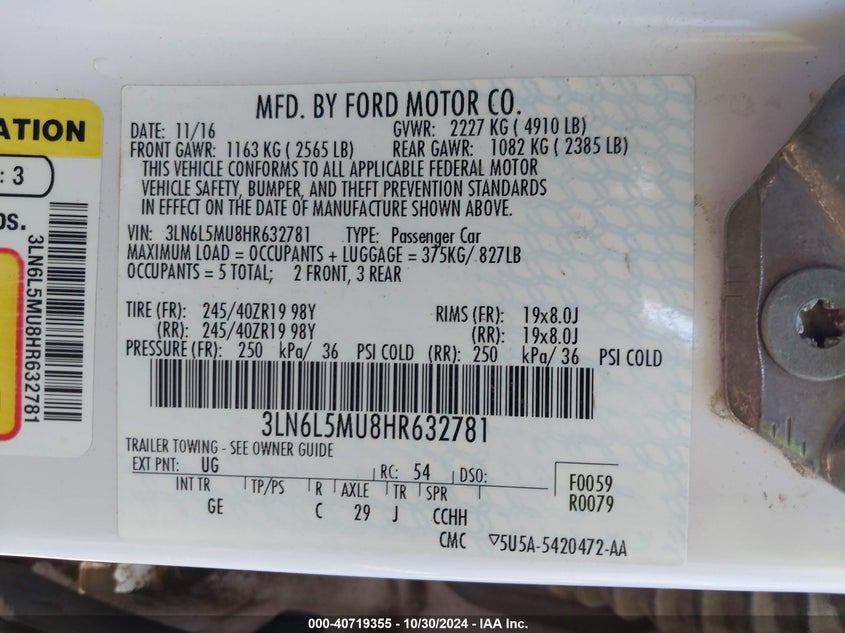 MFD. BY FORD MOTOR CO.
DATE: 11/16 GVWR: 2227 KG ( 4910 LB)
FRONT GAWR: 1163 KG ( 2565 LB) REAR GAWR: 1082 KG ( 2385 LB)
THIS VEHICLE CONFORMS TO ALL APPLICABLE FEDERAL MOTOR
VEHICLE SAFETY, BUMPER, AND THEFT PREVENTION STANDARDS
IN EFFECT ON THE DATE OF MANUFACTURE SHOWN ABOVE.
VIN: 3LN6L5MU8HR632781 TYPE: Passenger Car
MAXIMUM LOAD = OCCUPANTS + LUGGAGE = 375KG/ 827LB
OCCUPANTS = 5 TOTAL; 2 FRONT, 3 REAR
TIRE (FR): 245/40ZR19 98Y RIMS (FR): 19x8.0J
(RR): 245/40ZR19 98Y (RR): 19x8.0J
PRESSURE (FR): 250 kPa/ 36 PSI COLD (RR): 250 kPa/ 36 PSI COLD
3LN6L5MU8HR632781
TRAILER TOWING - SEE OWNER GUIDE
EXT PNT: UG RC: 54 DSO:
INT TR TP/PS R AXLE TR SPR
GE C 29 J CCHH
F0059
R0079
CMC ▽5U5A-5420472-AA
ATION
: 3
os.
3LN6L5MU8HR632781
000-40719355 - 10/30/2024 - IAA Inc.